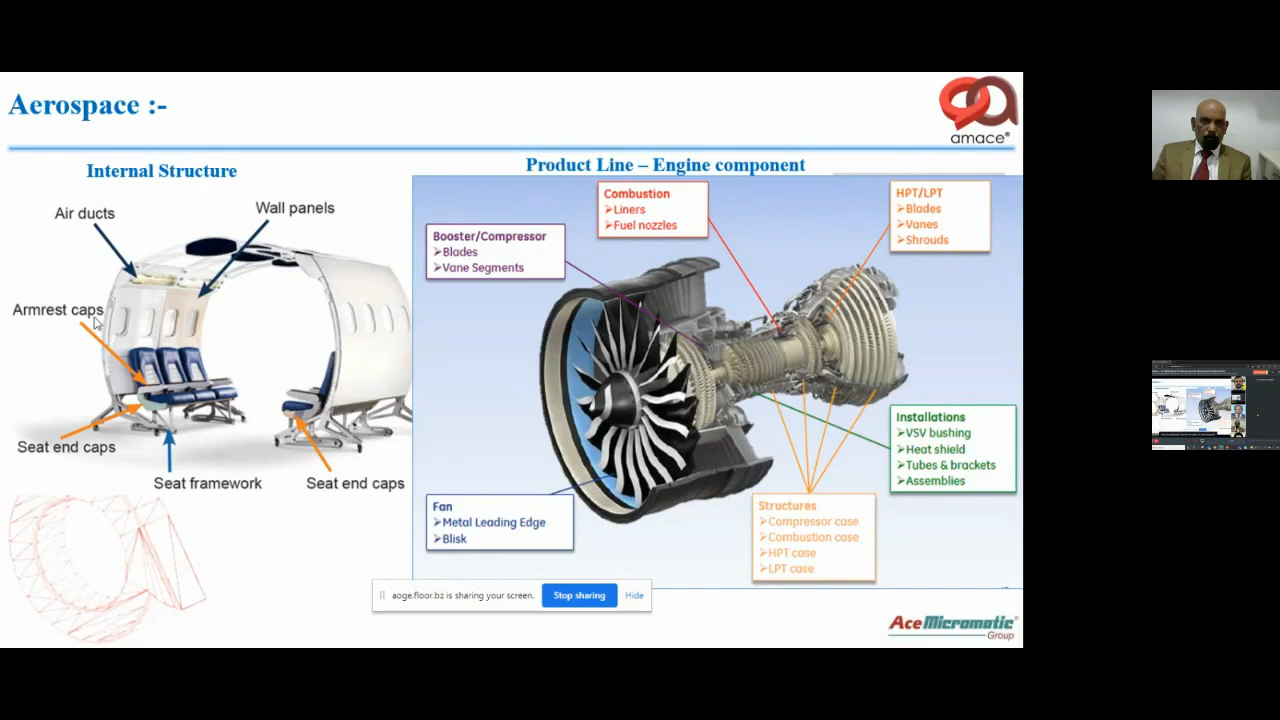 Aerospace :-
amace®
Internal Structure
Air ducts
Wall panels
Armrest caps
Seat end caps
Seat framework
Seat end caps
Product Line – Engine component
Booster/Compressor
➢Blades
➢Vane Segments
Combustion
➢Liners
➢Fuel nozzles
HPT/LPT
➢Blades
➢Vanes
➢Shrouds
Fan
➢Metal Leading Edge
➢Blisk
Structures
➢Compressor case
➢Combustion case
➢HPT case
➢LPT case
Installations
➢VSV bushing
➢Heat shield
➢Tubes & brackets
➢Assemblies
aoge.floor.bz is sharing your screen.
Stop sharing
Hide
AceMicromatic®
Group